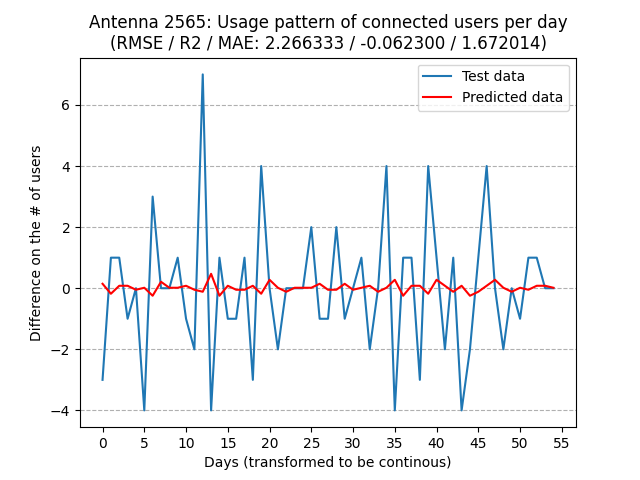 Antenna 2565: Usage pattern of connected users per day
(RMSE / R2 / MAE: 2.266333 / -0.062300 / 1.672014)
Test data
Predicted data
6
4
2
0
−2
−4
Difference on the # of users
0 5 10 15 20 25 30 35 40 45 50 55
Days (transformed to be continous)